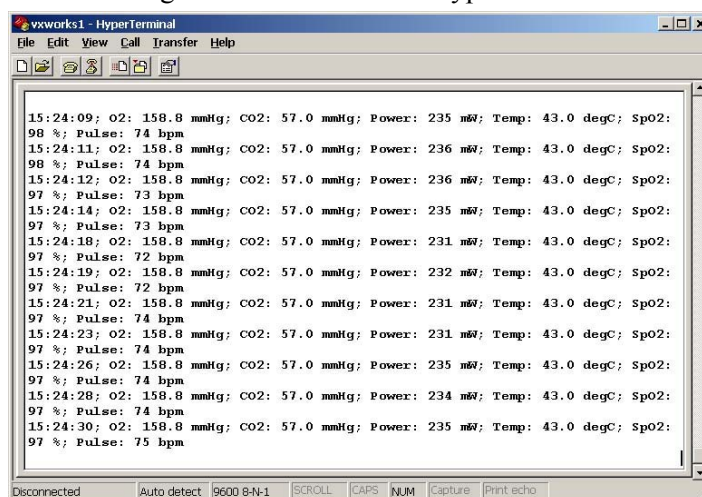 vxworks1 - HyperTerminal
File Edit View Call Transfer Help
15:24:09; O2: 158.8 mmHg; CO2: 57.0 mmHg; Power: 235 mW; Temp: 43.0 degC; SpO2:
98 %; Pulse: 74 bpm
15:24:11; O2: 158.8 mmHg; CO2: 57.0 mmHg; Power: 236 mW; Temp: 43.0 degC; SpO2:
98 %; Pulse: 74 bpm
15:24:12; O2: 158.8 mmHg; CO2: 57.0 mmHg; Power: 236 mW; Temp: 43.0 degC; SpO2:
97 %; Pulse: 73 bpm
15:24:14; O2: 158.8 mmHg; CO2: 57.0 mmHg; Power: 235 mW; Temp: 43.0 degC; SpO2:
97 %; Pulse: 73 bpm
15:24:18; O2: 158.8 mmHg; CO2: 57.0 mmHg; Power: 231 mW; Temp: 43.0 degC; SpO2:
97 %; Pulse: 72 bpm
15:24:19; O2: 158.8 mmHg; CO2: 57.0 mmHg; Power: 232 mW; Temp: 43.0 degC; SpO2:
97 %; Pulse: 72 bpm
15:24:21; O2: 158.8 mmHg; CO2: 57.0 mmHg; Power: 231 mW; Temp: 43.0 degC; SpO2:
97 %; Pulse: 74 bpm
15:24:23; O2: 158.8 mmHg; CO2: 57.0 mmHg; Power: 231 mW; Temp: 43.0 degC; SpO2:
97 %; Pulse: 74 bpm
15:24:26; O2: 158.8 mmHg; CO2: 57.0 mmHg; Power: 235 mW; Temp: 43.0 degC; SpO2:
97 %; Pulse: 74 bpm
15:24:28; O2: 158.8 mmHg; CO2: 57.0 mmHg; Power: 234 mW; Temp: 43.0 degC; SpO2:
97 %; Pulse: 74 bpm
15:24:30; O2: 158.8 mmHg; CO2: 57.0 mmHg; Power: 235 mW; Temp: 43.0 degC; SpO2:
97 %; Pulse: 75 bpm
Disconnected Auto detect 9600 8-N-1 SCROLL CAPS NUM Capture Print echo